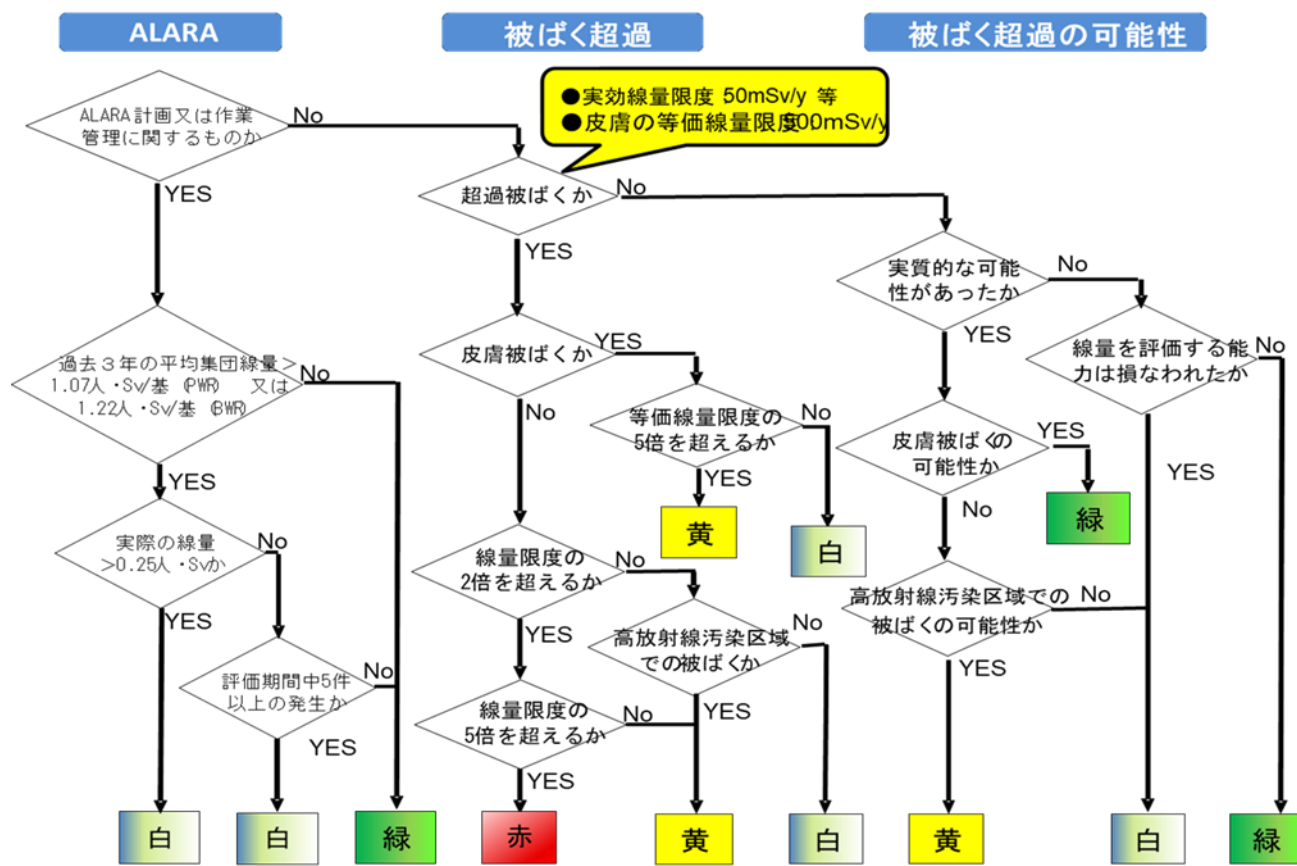 ALARA
被ばく超過
被ばく超過の可能性
●実効線量限度 50mSv/y 等
●皮膚の等価線量限度 500mSv/y
ALARA計画又は作業
管理に関するものか
No
YES
過去3年の平均集団線量>
1.07人・Sv/基 (PWR) 又は
1.22人・Sv/基 (BWR)
No
YES
実際の線量
>0.25人・Svか
No
YES
評価期間中5件
以上の発生か
No
YES
白
白
緑
超過被ばくか
No
YES
皮膚被ばくか
YES
No
等価線量限度の
5倍を超えるか
No
YES
黄
白
線量限度の
2倍を超えるか
No
YES
高放射線汚染区域
での被ばくか
No
YES
線量限度の
5倍を超えるか
No
YES
赤
黄
白
実質的な可能
性があったか
No
YES
線量を評価する能
力は損なわれたか
No
YES
皮膚被ばくの
可能性か
YES
No
緑
高放射線汚染区域での
被ばくの可能性か
No
YES
黄
白
緑